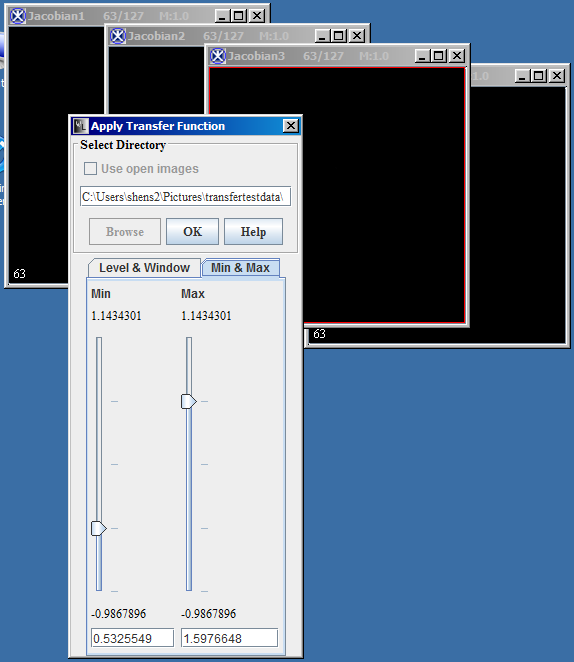 Jacobian1 63/127 M:1.0
Jacobian2 63/127 M:1.0
Jacobian3 63/127 M:1.0
1.0
Apply Transfer Function
Select Directory
Use open images
C:\Users\shens2\Pictures\transfertestdata\
Browse OK Help
Level & Window Min & Max
Min Max
1.1434301 1.1434301
-0.9867896 -0.9867896
0.5325549 1.5976648
63
63